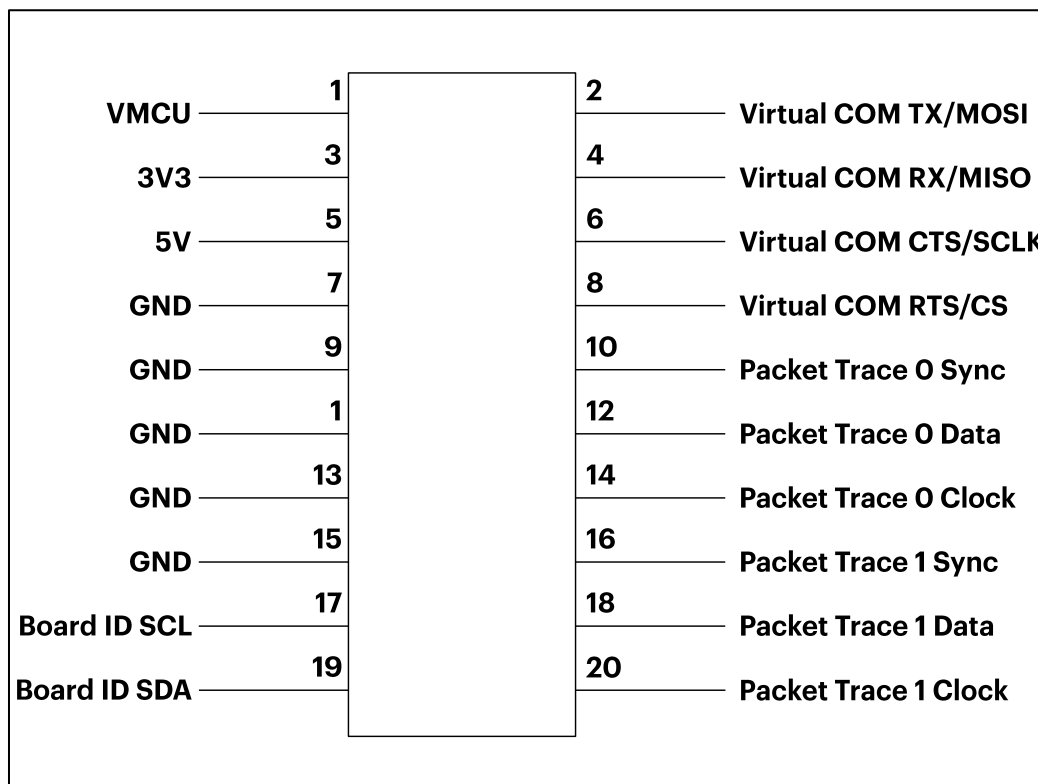 1 2
VMCU Virtual COM TX/MOSI
3 4
3V3 Virtual COM RX/MISO
5 6
5V Virtual COM CTS/SCLK
7 8
GND Virtual COM RTS/CS
9 10
GND Packet Trace 0 Sync
1 12
GND Packet Trace 0 Data
13 14
GND Packet Trace 0 Clock
15 16
GND Packet Trace 1 Sync
17 18
Board ID SCL Packet Trace 1 Data
19 20
Board ID SDA Packet Trace 1 Clock